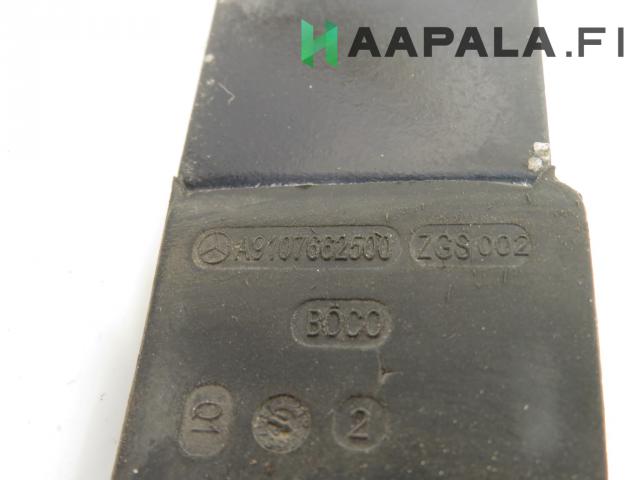 HAAPALA.FI
A9107662500 ZGS 002
BÖCO
Q1 2